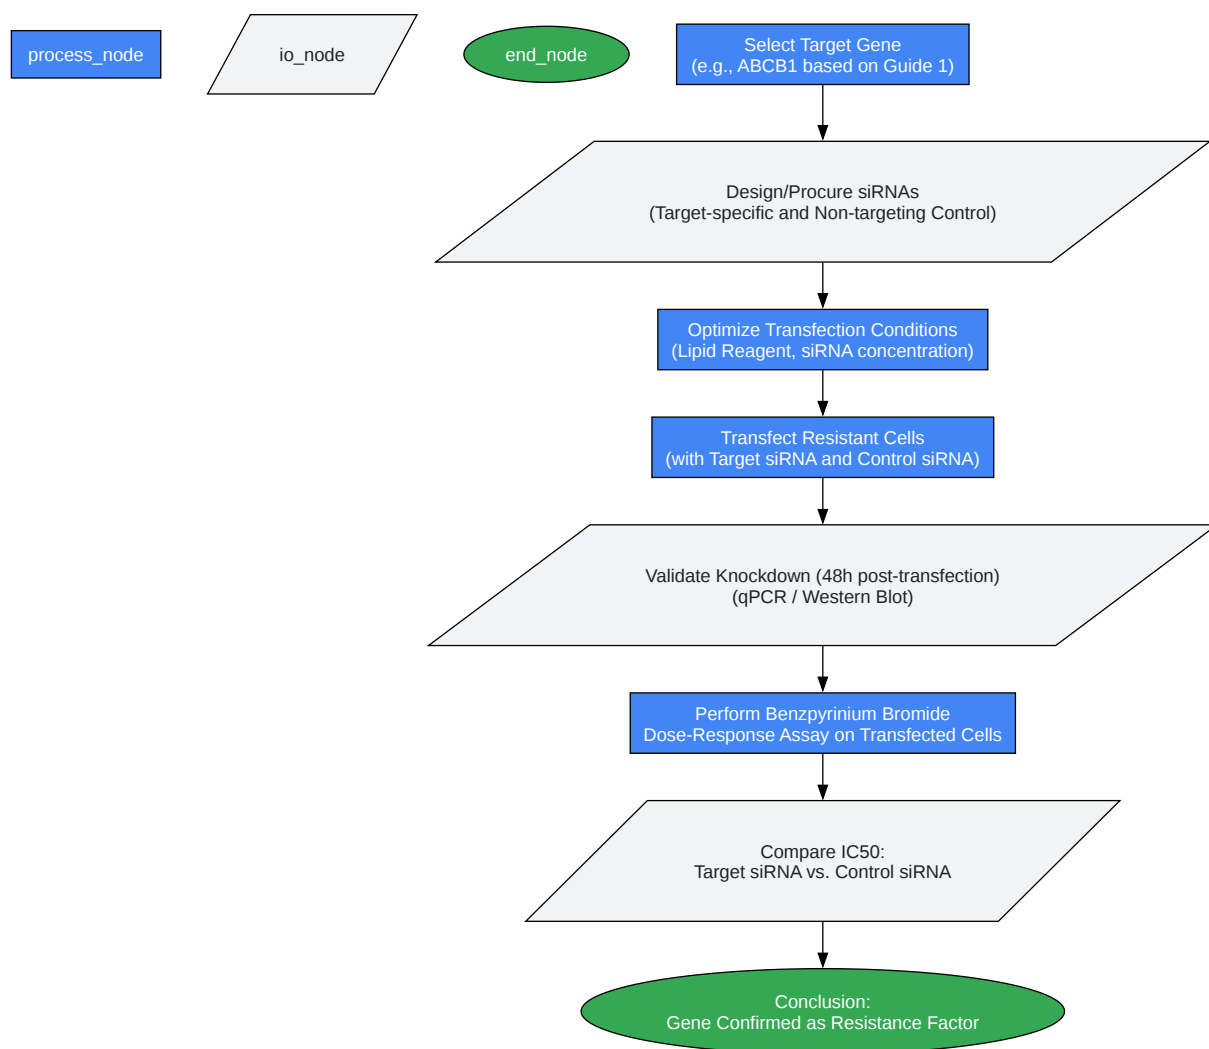 process_node
io_node
end_node
Select Target Gene
(e.g., ABCB1 based on Guide 1)
Design/Procure siRNAs
(Target-specific and Non-targeting Control)
Optimize Transfection Conditions
(Lipid Reagent, siRNA concentration)
Transfect Resistant Cells
(with Target siRNA and Control siRNA)
Validate Knockdown (48h post-transfection)
(qPCR / Western Blot)
Perform Benzpyrinium Bromide
Dose-Response Assay on Transfected Cells
Compare IC50:
Target siRNA vs. Control siRNA
Conclusion:
Gene Confirmed as Resistance Factor